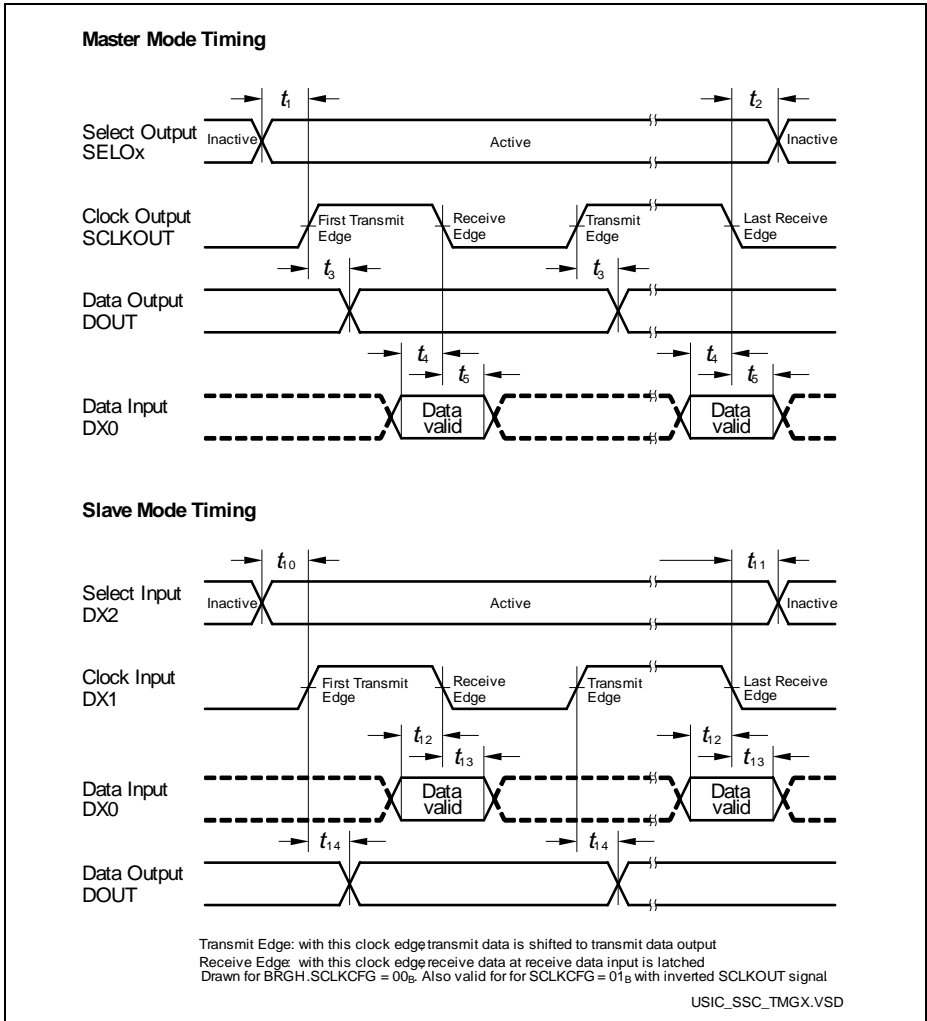 Master Mode Timing
t1
t2
Select Output
SELOx
Inactive
Active
Inactive
Clock Output
SCLKOUT
First Transmit
Edge
Receive
Edge
Transmit
Edge
Last Receive
Edge
t3
t3
Data Output
DOUT
t4
t5
t4
t5
Data Input
DX0
Data
valid
Data
valid
Slave Mode Timing
t10
t11
Select Input
DX2
Inactive
Active
Inactive
Clock Input
DX1
First Transmit
Edge
Receive
Edge
Transmit
Edge
Last Receive
Edge
t12
t13
t12
t13
Data Input
DX0
Data
valid
Data
valid
t14
t14
Data Output
DOUT
Transmit Edge: with this clock edge, transmit data is shifted to transmit data output
Receive Edge: with this clock edge, receive data at receive data input is latched
Drawn for BRGH.SCLKCFG = 00B. Also valid for for SCLKCFG = 01B with inverted SCLKOUT signal.
USIC_SSC_TMGX.VSD